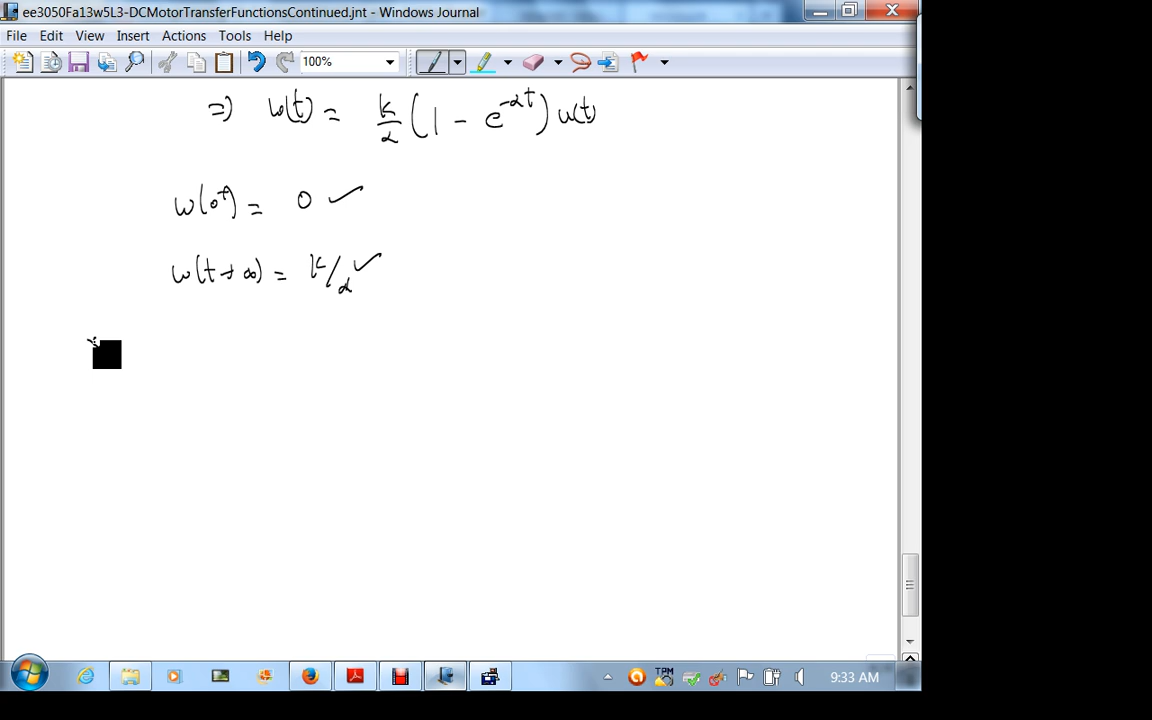 ee3050Fa13w5L3-DCMotorTransferFunctionsContinued.jnt - Windows Journal
File Edit View Insert Actions Tools Help
100%
=) ω(t) = k/α (1 - e^-αt) u(t)
ω(0+) = 0 ✓
ω(t→∞) = k/α ✓
TPM
9:33 AM